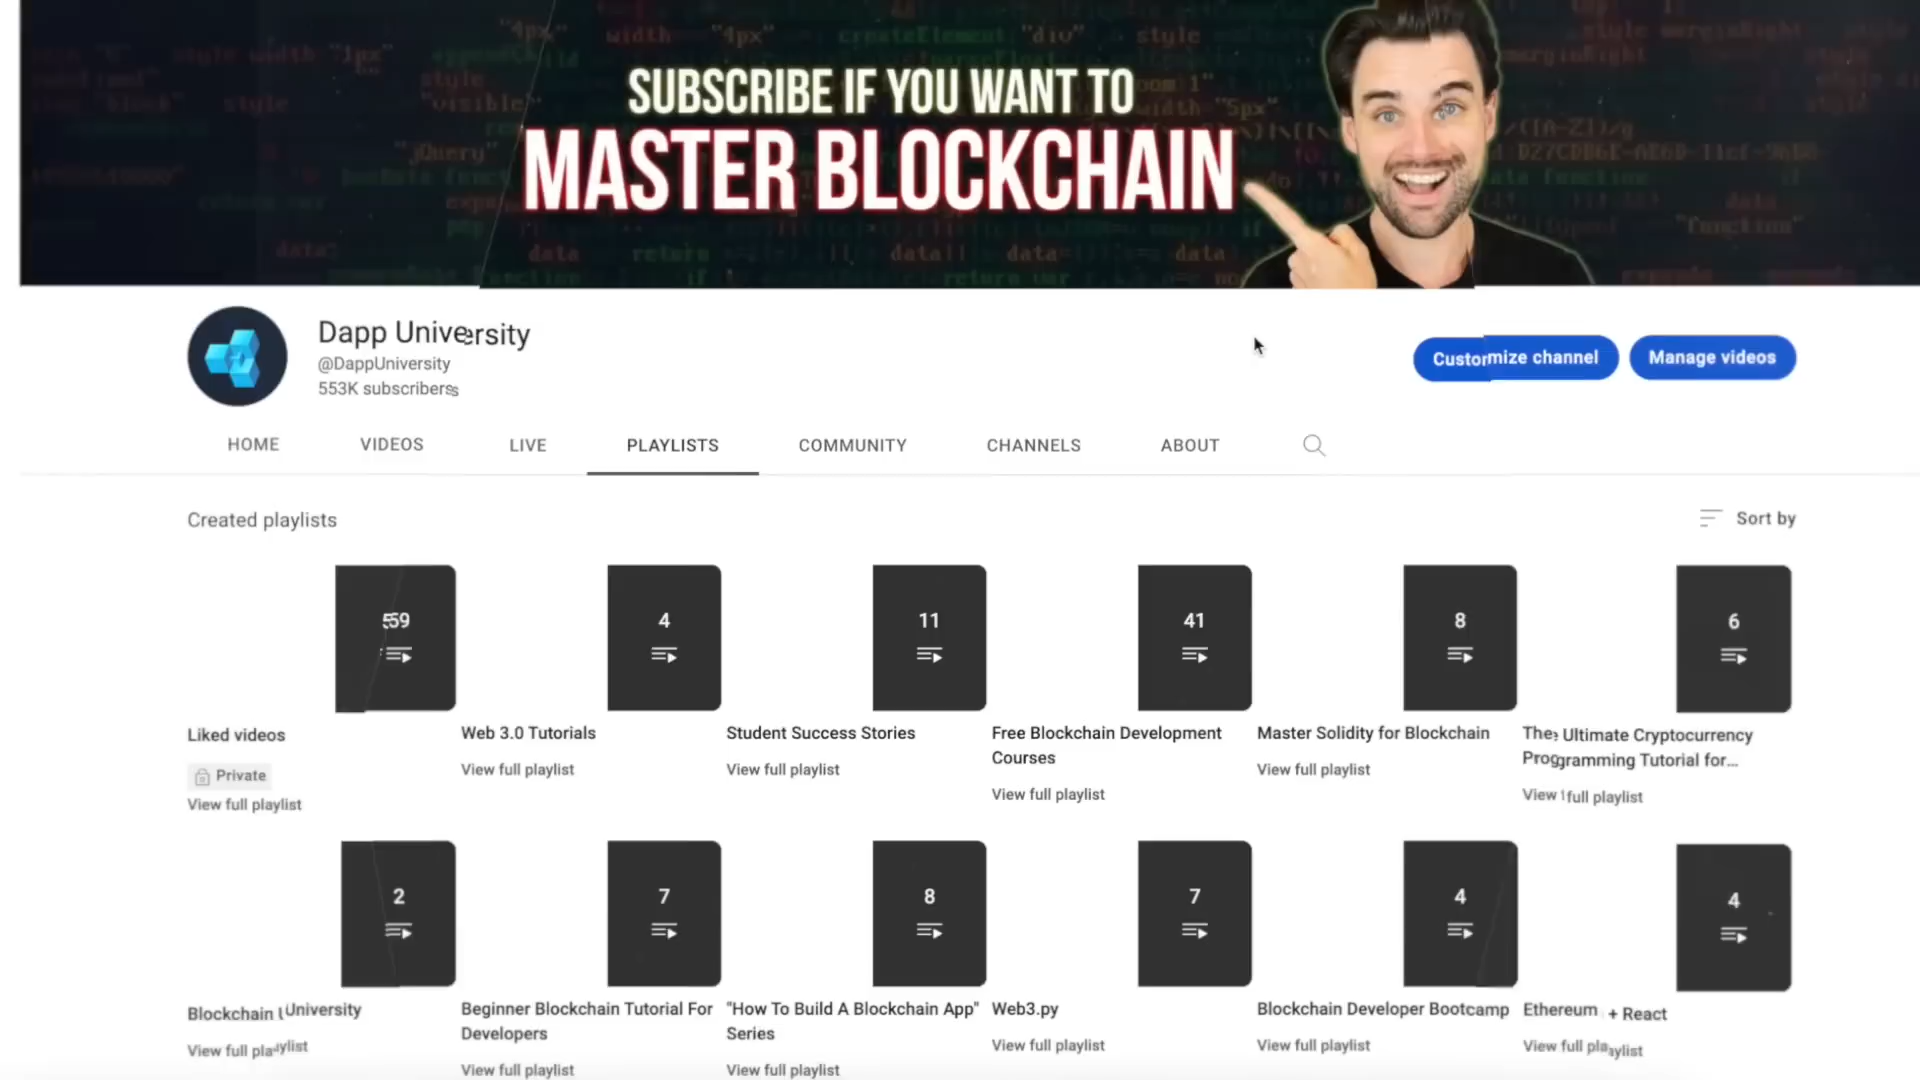 SUBSCRIBE IF YOU WANT TO
MASTER BLOCKCHAIN
Dapp University
@DappUniversity
553K subscribers
Customize channel
Manage videos
HOME
VIDEOS
LIVE
PLAYLISTS
COMMUNITY
CHANNELS
ABOUT
Created playlists
Sort by
559
4
11
41
8
6
Liked videos
Private
View full playlist
Web 3.0 Tutorials
View full playlist
Student Success Stories
View full playlist
Free Blockchain Development
Courses
View full playlist
Master Solidity for Blockchain
View full playlist
The Ultimate Cryptocurrency
Programming Tutorial for...
View full playlist
2
7
8
7
4
4
Blockchain University
View full playlist
Beginner Blockchain Tutorial For
Developers
View full playlist
"How To Build A Blockchain App"
Series
View full playlist
Web3.py
View full playlist
Blockchain Developer Bootcamp
View full playlist
Ethereum + React
View full playlist